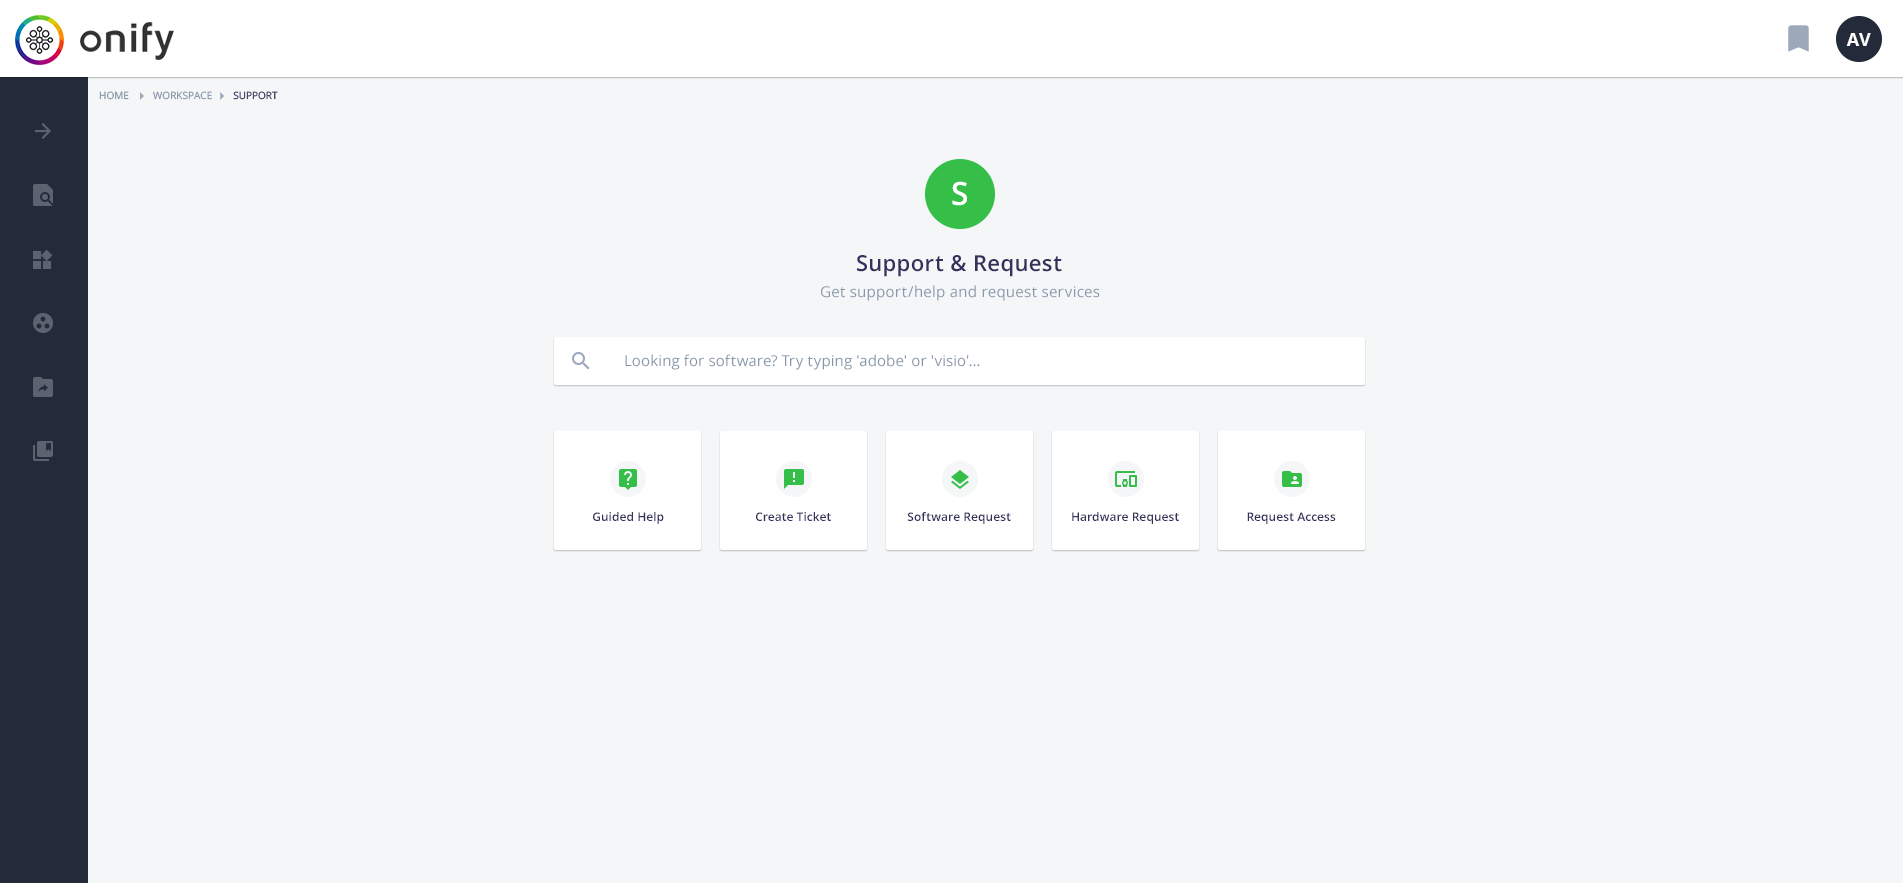 onify
AV
HOME WORKSPACE SUPPORT
S
Support & Request
Get support/help and request services
Looking for software? Try typing 'adobe' or 'visio'...
Guided Help
Create Ticket
Software Request
Hardware Request
Request Access